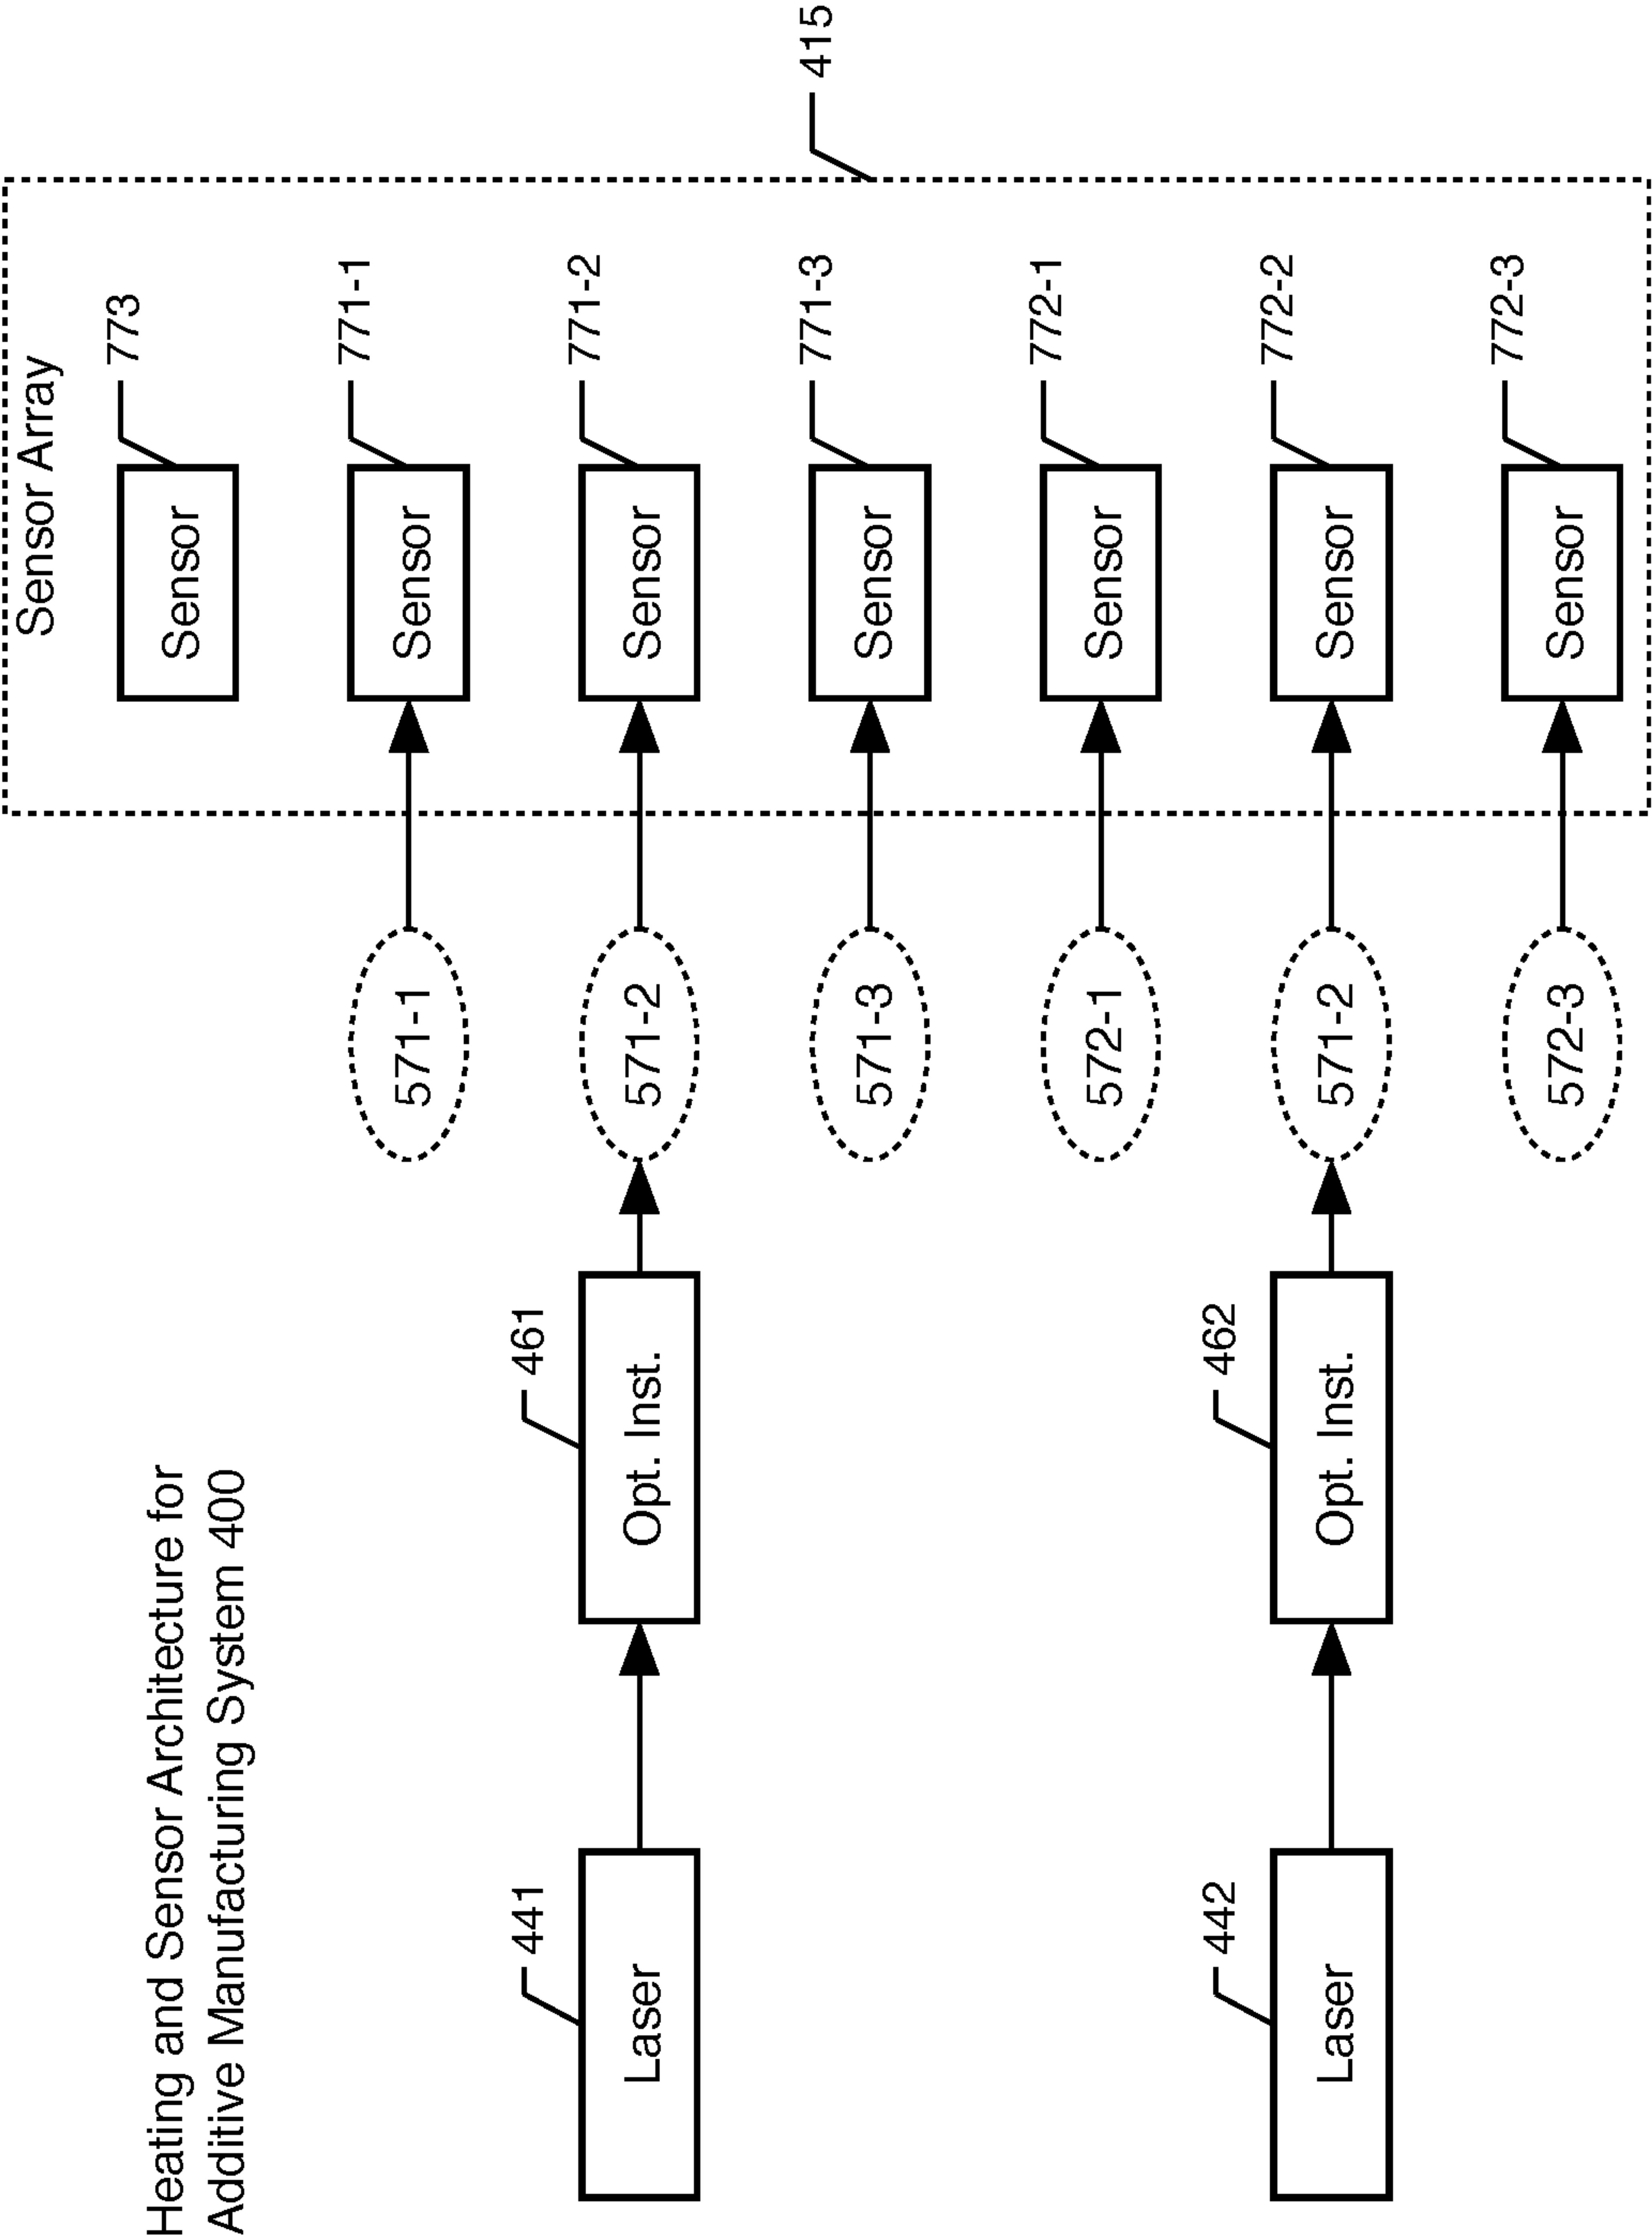 Heating and Sensor Architecture for
Additive Manufacturing System 400
Sensor Array
415
773
Sensor
771-1
571-1
Sensor
441
461
771-2
Laser
Opt. Inst.
571-2
Sensor
771-3
571-3
Sensor
772-1
572-1
Sensor
442
462
772-2
Laser
Opt. Inst.
571-2
Sensor
772-3
572-3
Sensor